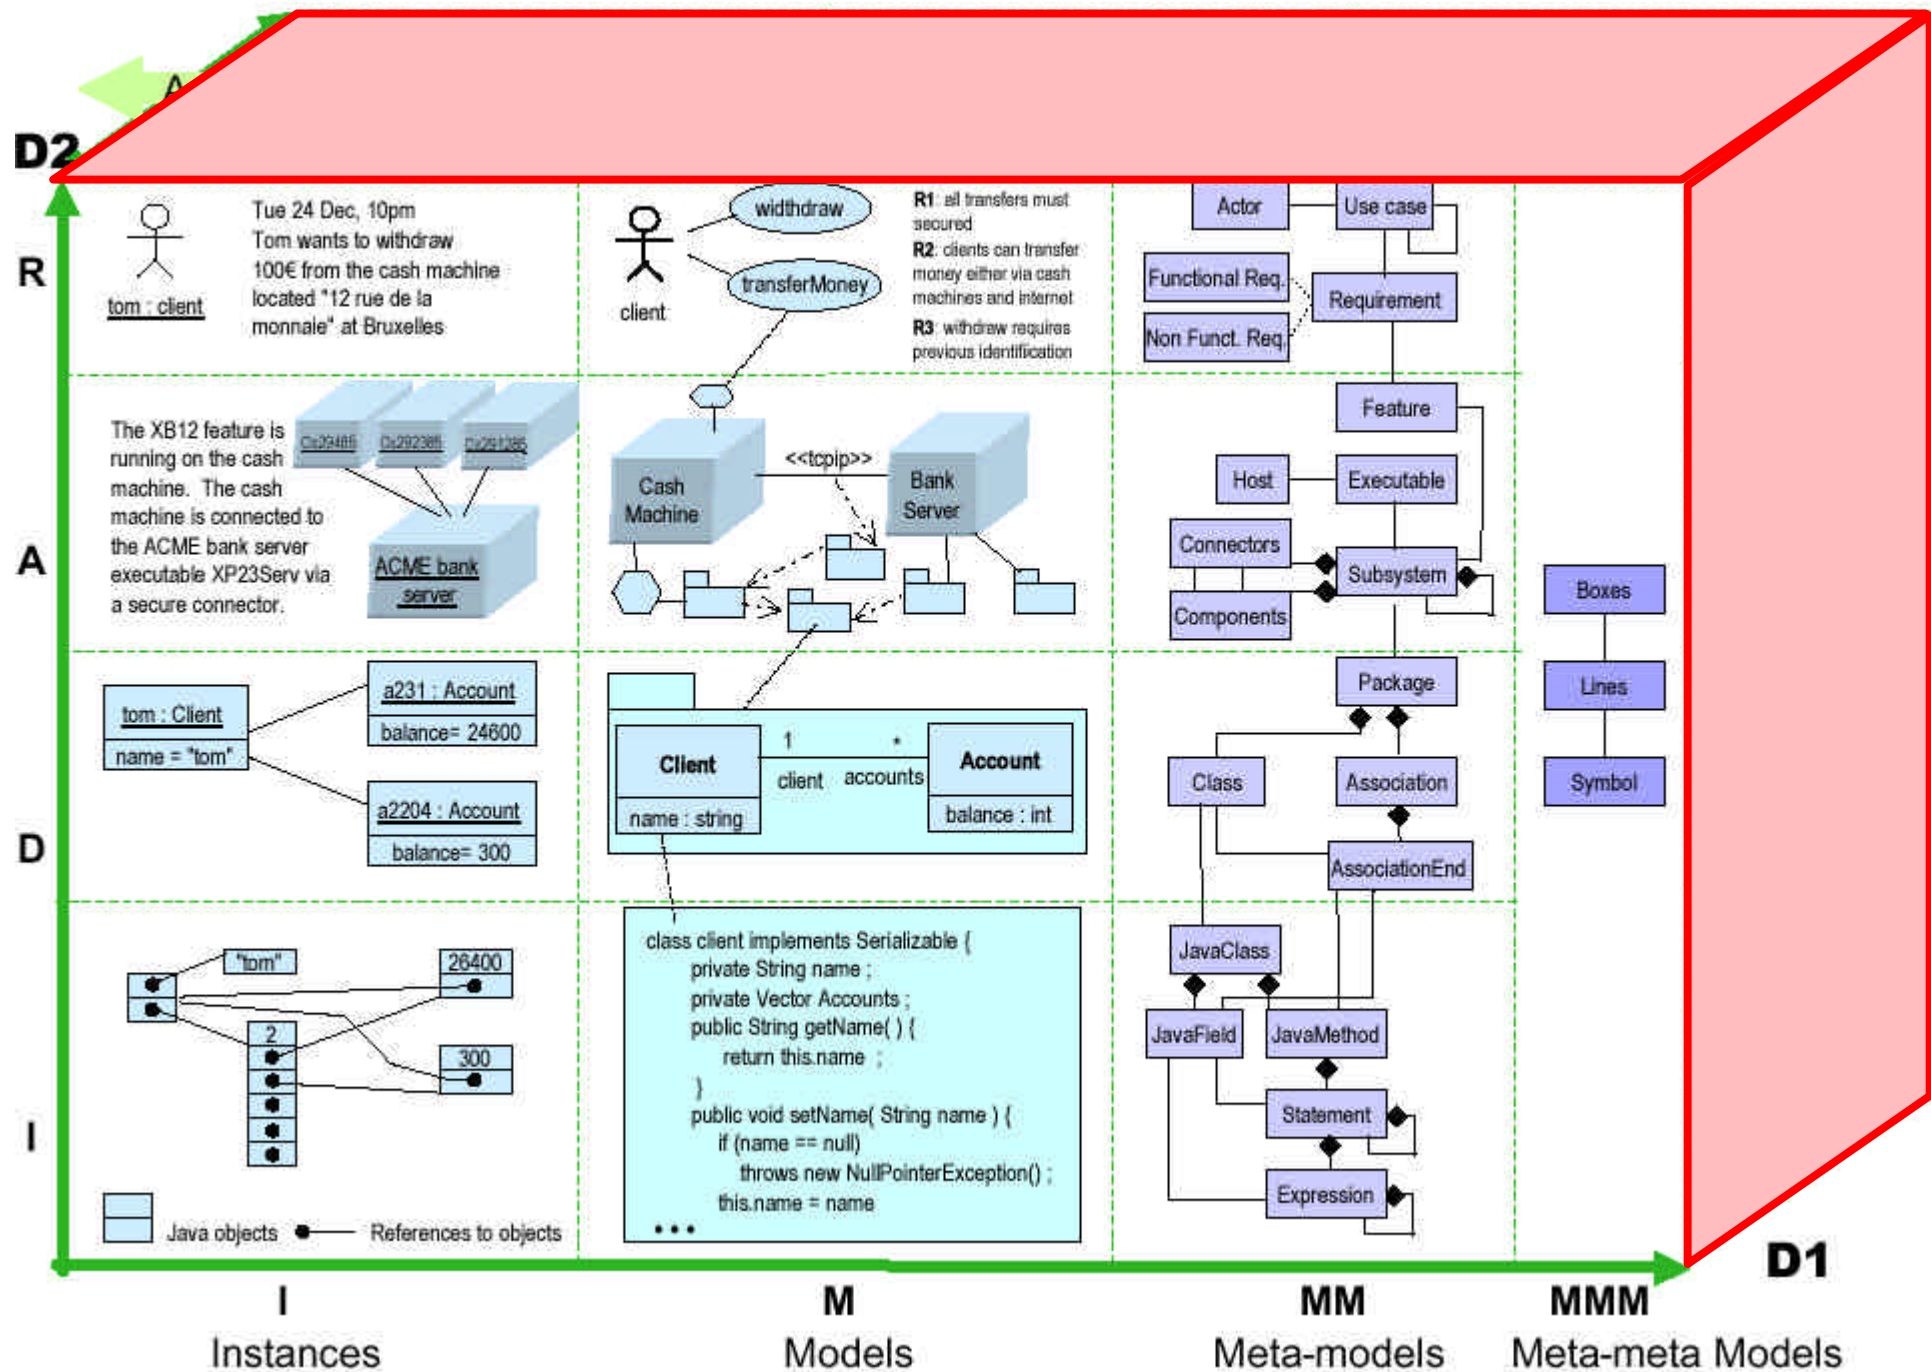 A
D2
R
tom : client
Tue 24 Dec, 10pm
Tom wants to withdraw
100€ from the cash machine
located "12 rue de la
monnaie" at Bruxelles
client
widthdraw
transferMoney
R1: all transfers must
secured
R2: clients can transfer
money either via cash
machines and internet
R3: withdraw requires
previous identification
Actor
Use case
Functional Req.
Requirement
Non Funct. Req.
A
The XB12 feature is
running on the cash
machine. The cash
machine is connected to
the ACME bank server
executable XP23Serv via
a secure connector.
Cs29485
Cs292385
Cs291285
ACME bank
server
Cash
Machine
<<tcpip>>
Bank
Server
Feature
Host
Executable
Connectors
Subsystem
Components
Boxes
Lines
Symbol
D
tom : Client
name = "tom"
a231 : Account
balance= 24600
a2204 : Account
balance= 300
Client
name : string
1
client
*
accounts
Account
balance : int
Package
Class
Association
AssociationEnd
I
"tom"
26400
2
300
Java objects
References to objects
class client implements Serializable {
private String name ;
private Vector Accounts ;
public String getName( ) {
return this.name ;
}
public void setName( String name ) {
if (name == null)
throws new NullPointerException() ;
this.name = name
...
JavaClass
JavaField
JavaMethod
Statement
Expression
D1
I
M
MM
MMM
Instances
Models
Meta-models
Meta-meta Models